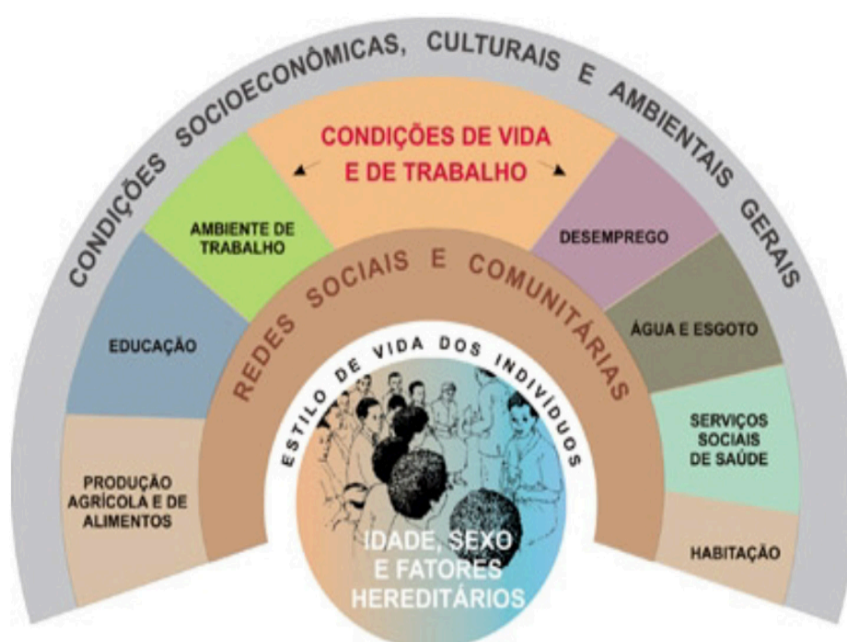 CONDIÇÕES SOCIOECONÔMICAS, CULTURAIS E AMBIENTAIS GERAIS
CONDIÇÕES DE VIDA
E DE TRABALHO
AMBIENTE DE
TRABALHO
DESEMPREGO
EDUCAÇÃO
ÁGUA E ESGOTO
PRODUÇÃO
AGRÍCOLA E DE
ALIMENTOS
SERVIÇOS
SOCIAIS
DE SAÚDE
HABITAÇÃO
REDES SOCIAIS E COMUNITÁRIAS
ESTILO DE VIDA DOS INDIVÍDUOS
IDADE, SEXO
E FATORES
HEREDITÁRIOS